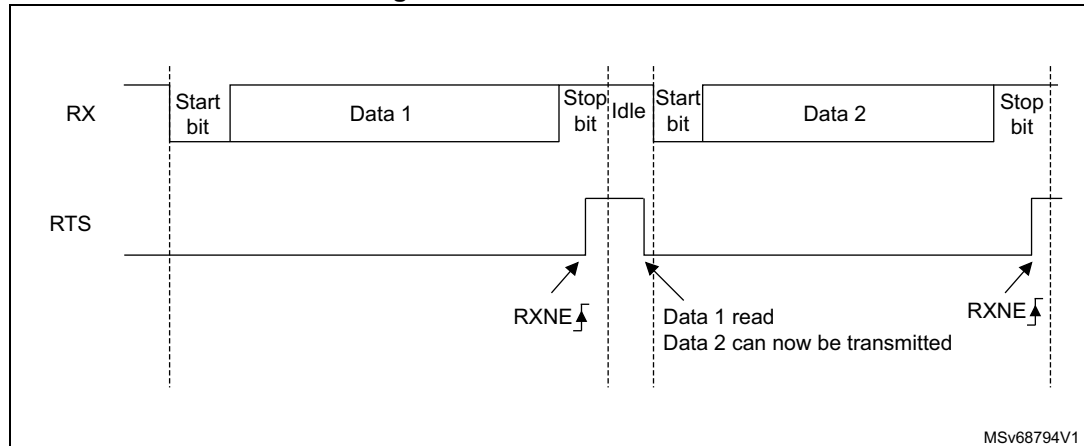 RX
Start
bit
Data 1
Stop
bit
Idle
Start
bit
Data 2
Stop
bit
RTS
RXNE
Data 1 read
Data 2 can now be transmitted
RXNE
MSv68794V1